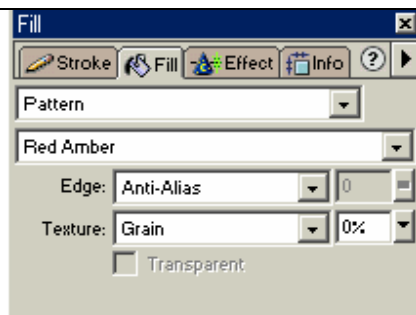 Fill
Stroke Fill Effect Info ?
Pattern
Red Amber
Edge: Anti-Alias 0
Texture: Grain 0%
Transparent